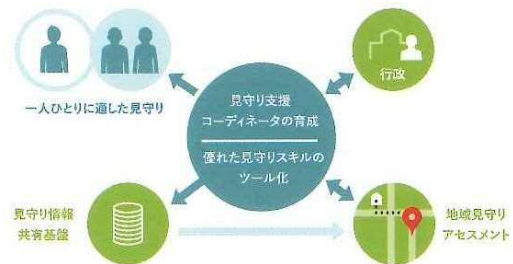 一人ひとりに適した見守り
行政
見守り支援
コーディネータの育成
優れた見守りスキルの
ツール化
見守り情報
共有基盤
地域見守り
アセスメント